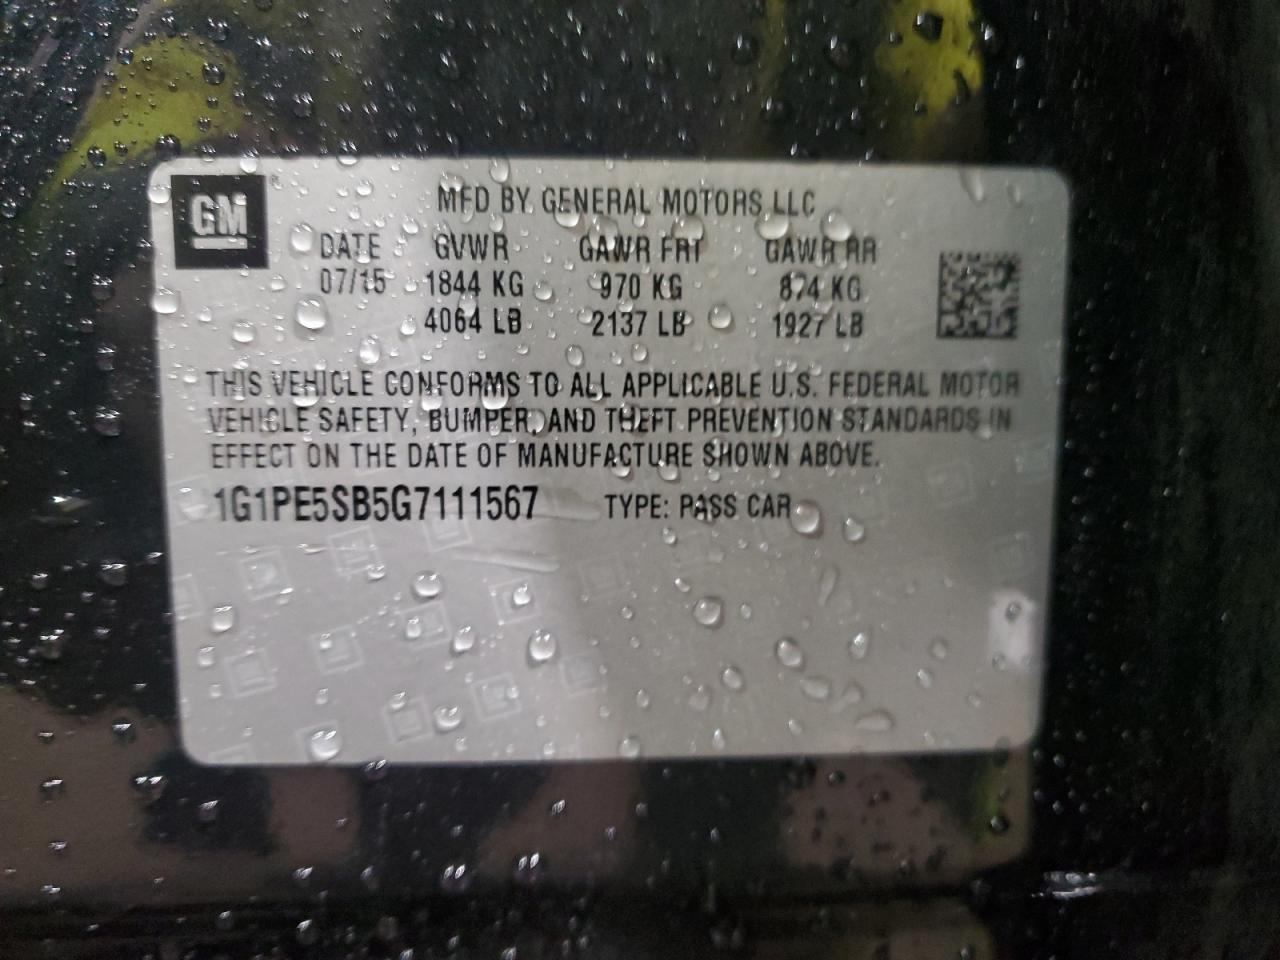 GM
MFD BY GENERAL MOTORS LLC
DATE GVWR GAWR FRT GAWR RR
07/15 1844 KG 970 KG 874 KG
4064 LB 2137 LB 1927 LB
THIS VEHICLE CONFORMS TO ALL APPLICABLE U.S. FEDERAL MOTOR
VEHICLE SAFETY, BUMPER, AND THEFT PREVENTION STANDARDS IN
EFFECT ON THE DATE OF MANUFACTURE SHOWN ABOVE.
1G1PE5SB5G7111567 TYPE: PASS CAR